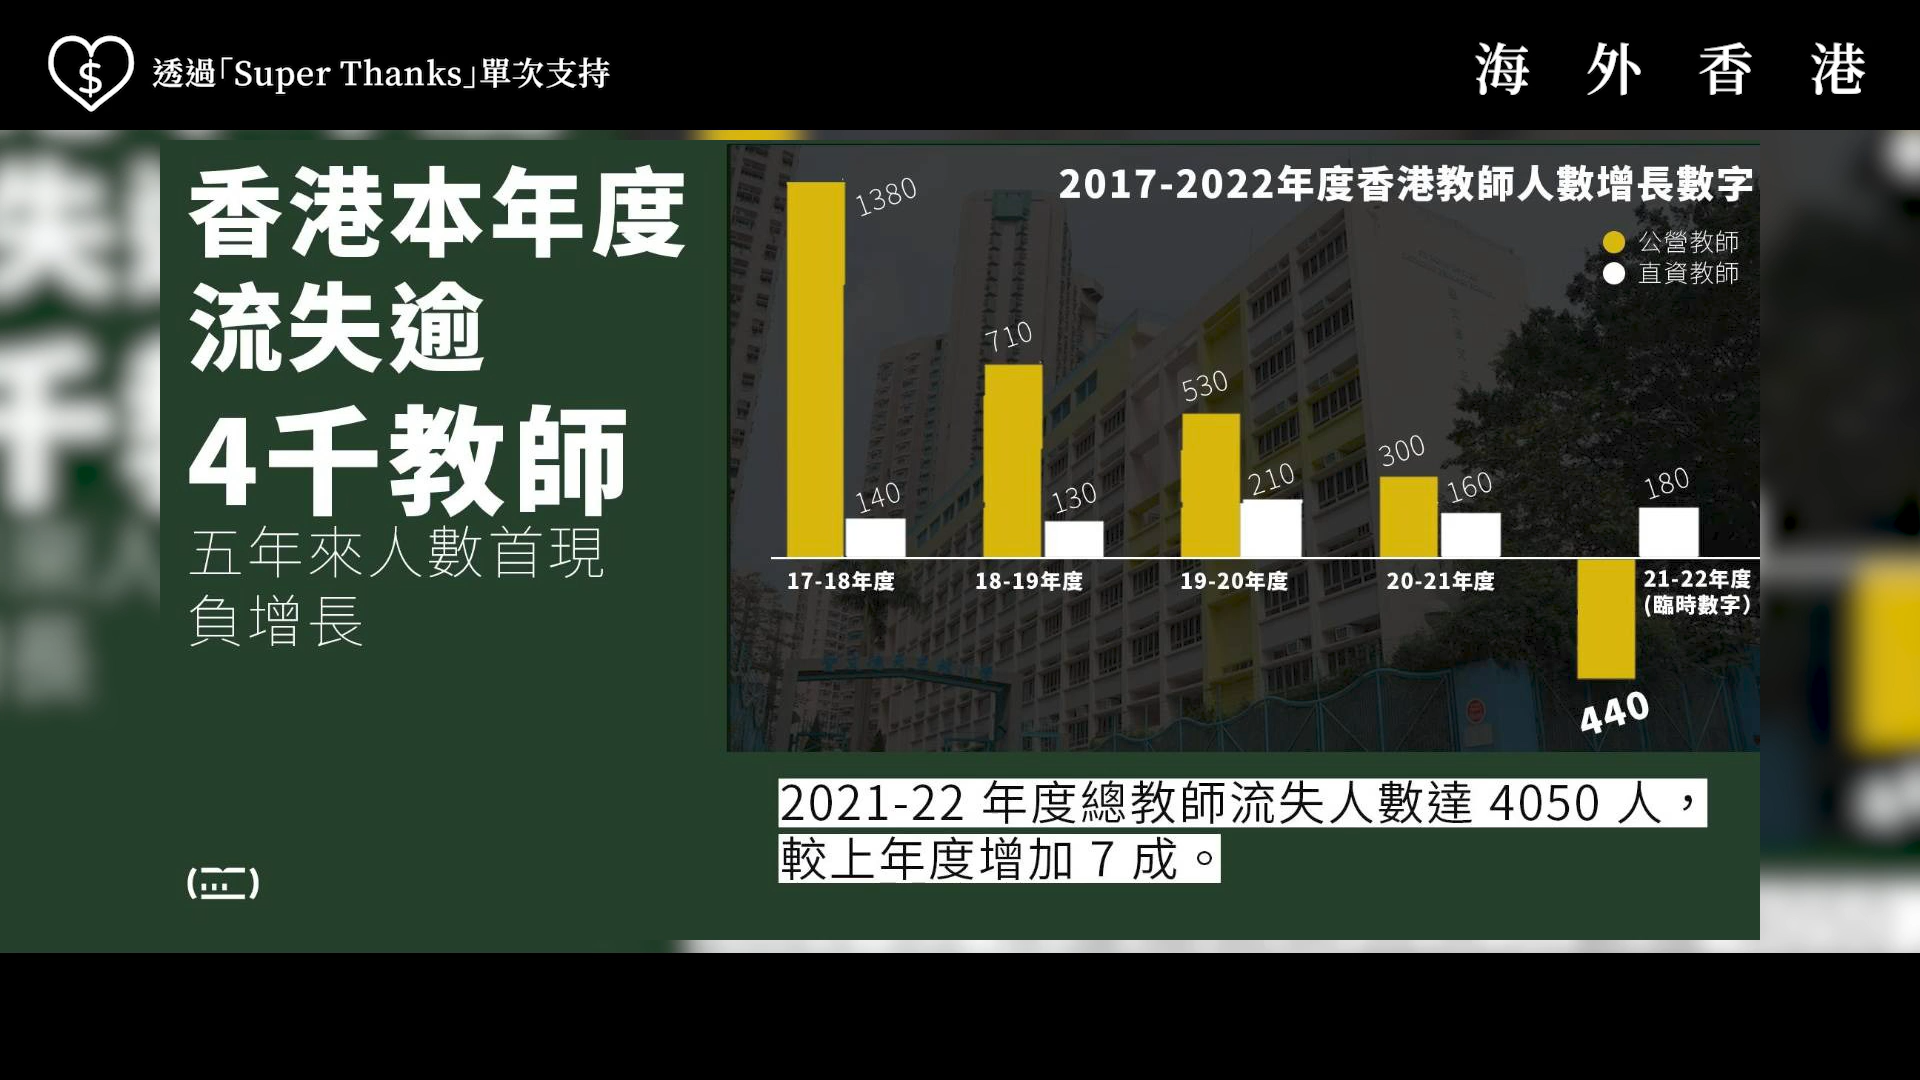 透過「Super Thanks」單次支持
海外香港
香港本年度
流失逾
4千教師
五年來人數首現
負增長
2017-2022年度香港教師人數增長數字
公營教師
直資教師
1380
140
710
130
530
210
300
160
180
440
17-18年度
18-19年度
19-20年度
20-21年度
21-22年度
(臨時數字)
2021-22 年度總教師流失人數達 4050 人，
較上年度增加 7 成。